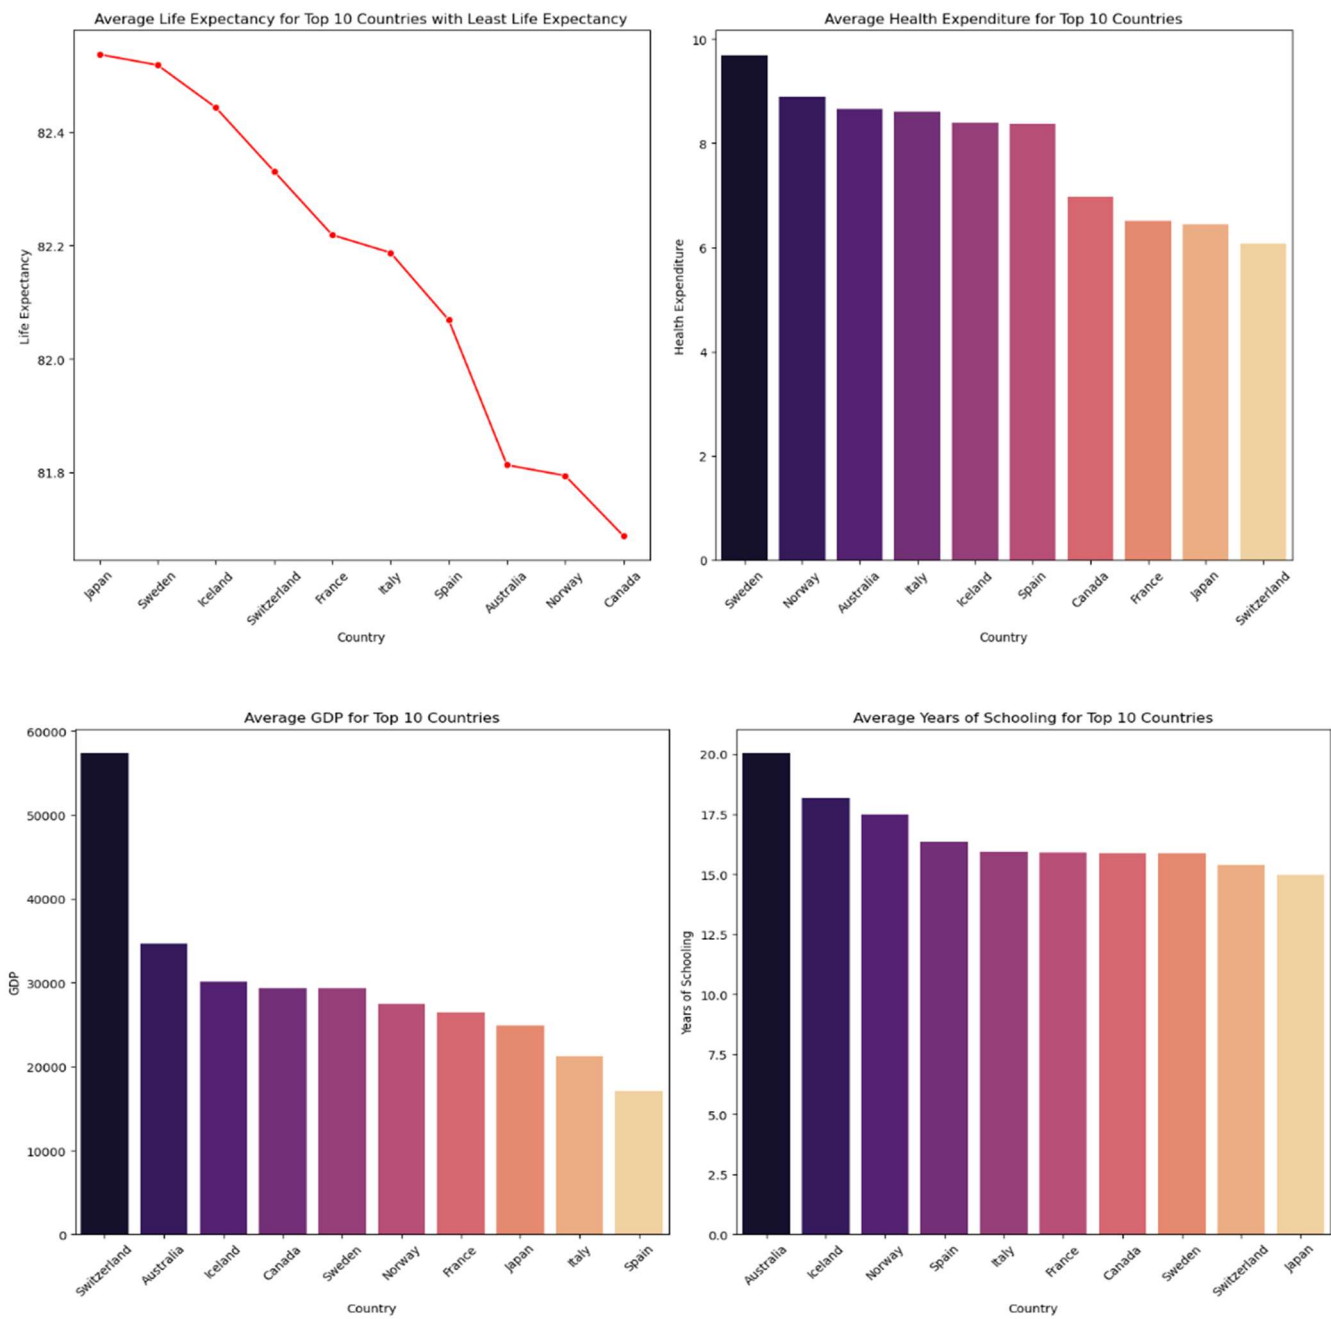 Average Life Expectancy for Top 10 Countries with Least Life Expectancy
82.4
82.2
82.0
81.8
Life Expectancy
Japan
Sweden
Iceland
Switzerland
France
Italy
Spain
Australia
Norway
Canada
Country
Average Health Expenditure for Top 10 Countries
10
8
6
4
2
0
Health Expenditure
Sweden
Norway
Australia
Italy
Iceland
Spain
Canada
France
Japan
Switzerland
Country
Average GDP for Top 10 Countries
60000
50000
40000
30000
20000
10000
0
GDP
Switzerland
Australia
Iceland
Canada
Sweden
Norway
France
Japan
Italy
Spain
Country
Average Years of Schooling for Top 10 Countries
20.0
17.5
15.0
12.5
10.0
7.5
5.0
2.5
0.0
Years of Schooling
Australia
Iceland
Norway
Spain
Italy
France
Canada
Sweden
Switzerland
Japan
Country